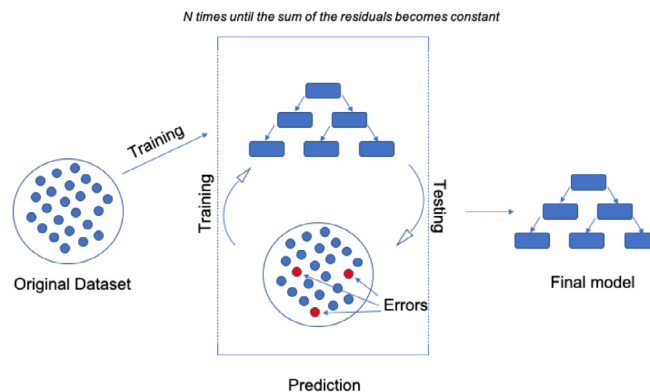 N times until the sum of the residuals becomes constant
Training
Training
Testing
Errors
Original Dataset
Final model
Prediction